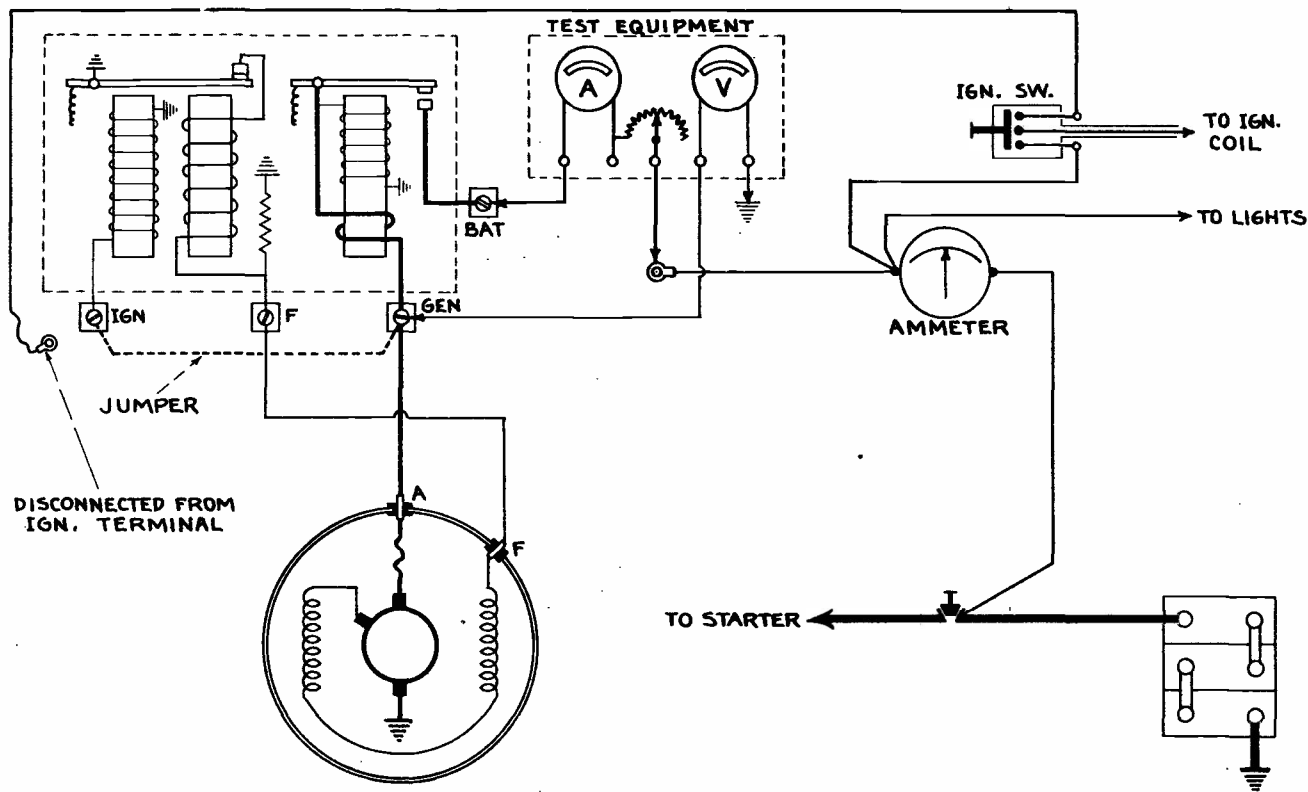 TEST EQUIPMENT
A
V
IGN. SW.
TO IGN.
COIL
BAT
TO LIGHTS
AMMETER
IGN
F
GEN
JUMPER
DISCONNECTED FROM
IGN. TERMINAL
A
F
TO STARTER